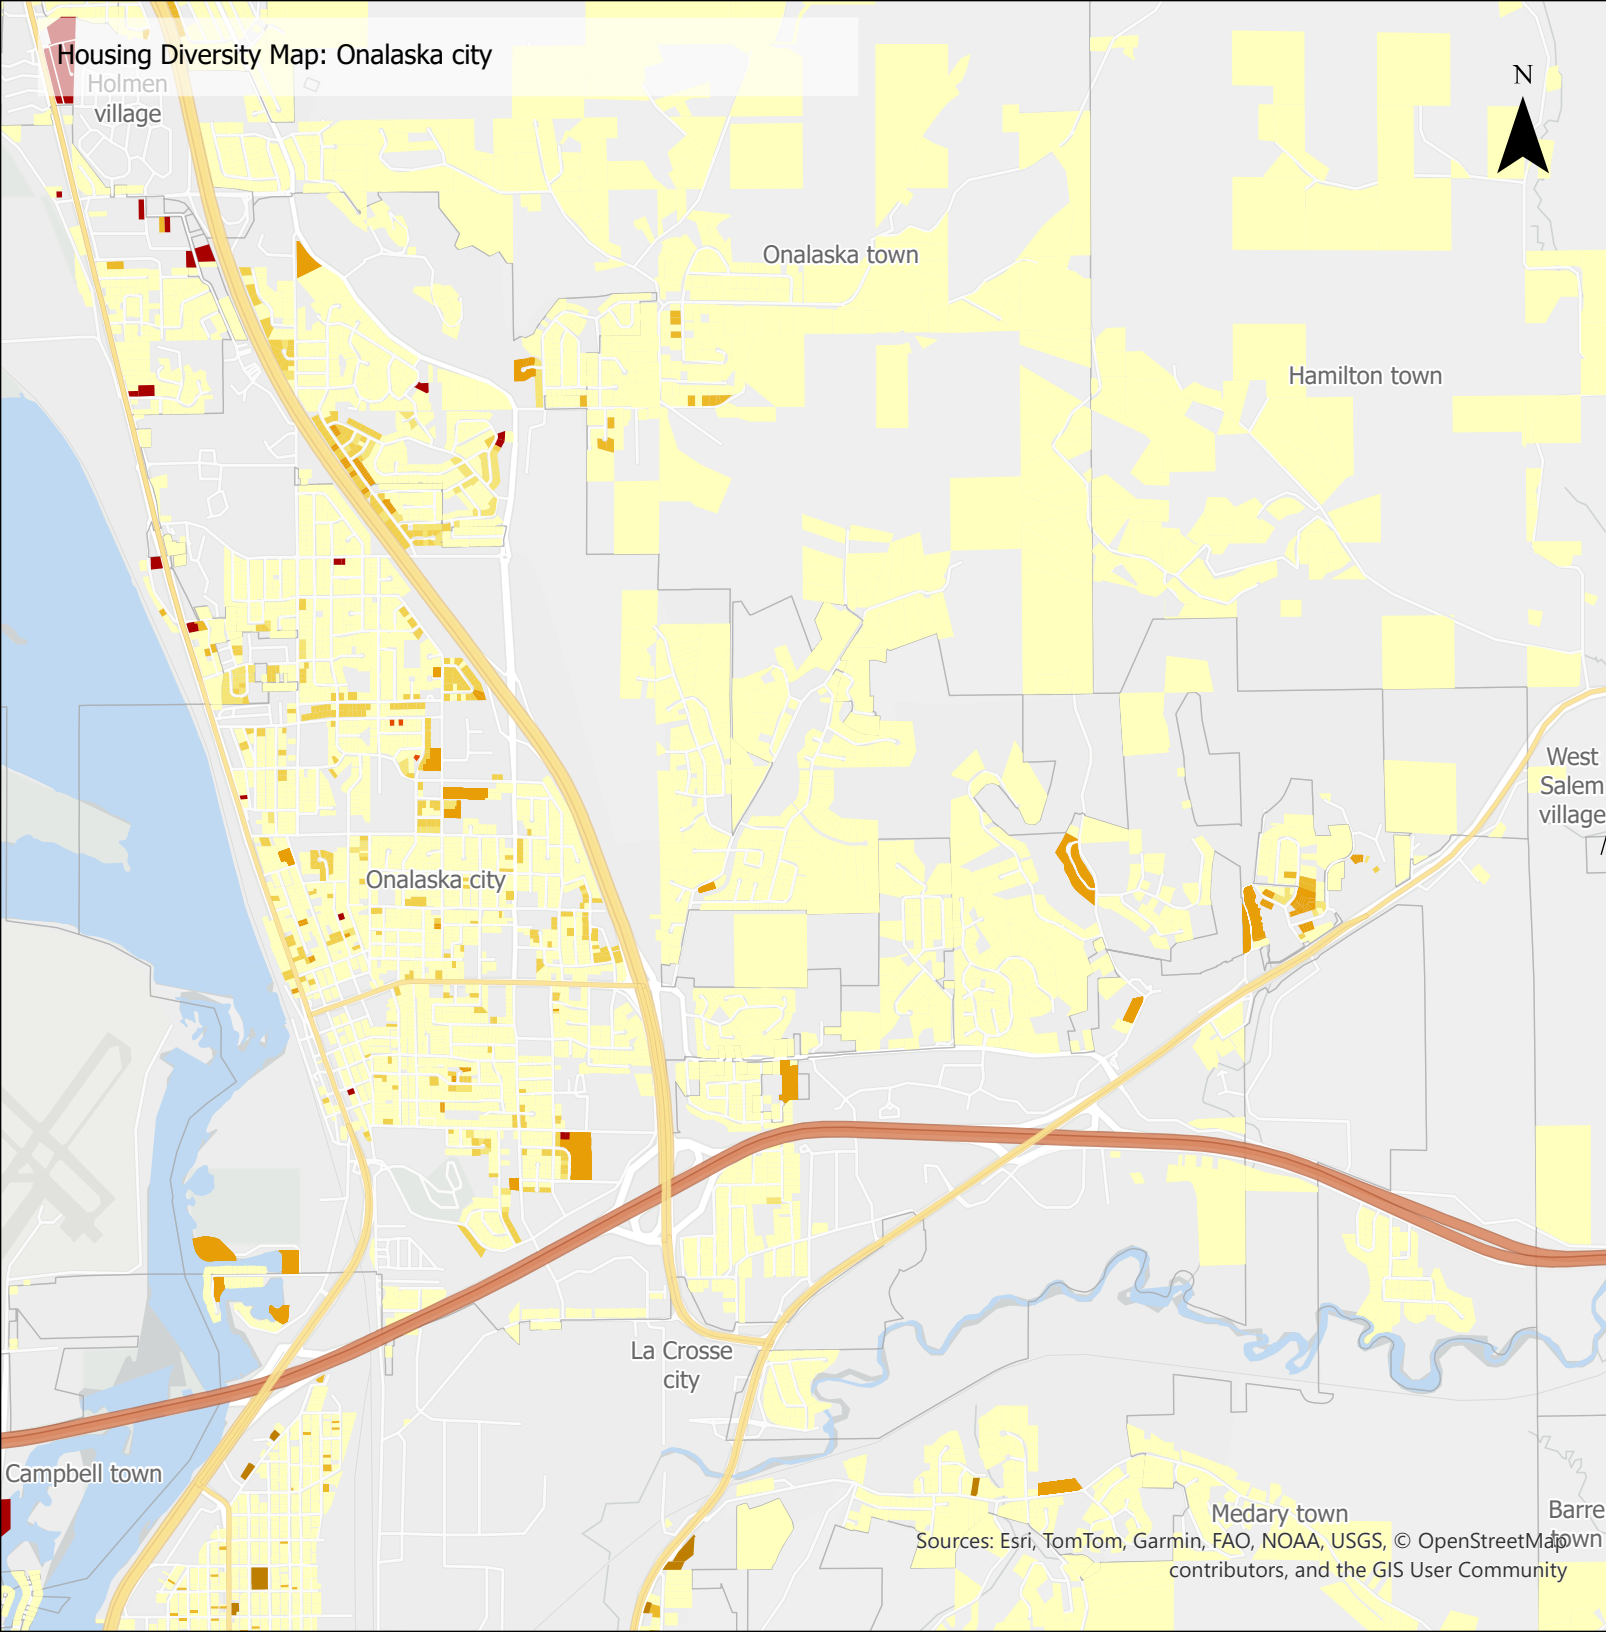 Housing Diversity Map: Onalaska city
Holmen
village
N
Onalaska town
Hamilton town
West
Salem
village
Onalaska city
La Crosse
city
Campbell town
Medary town
Barre
town
Sources: Esri, TomTom, Garmin, FAO, NOAA, USGS, © OpenStreetMap
contributors, and the GIS User Community